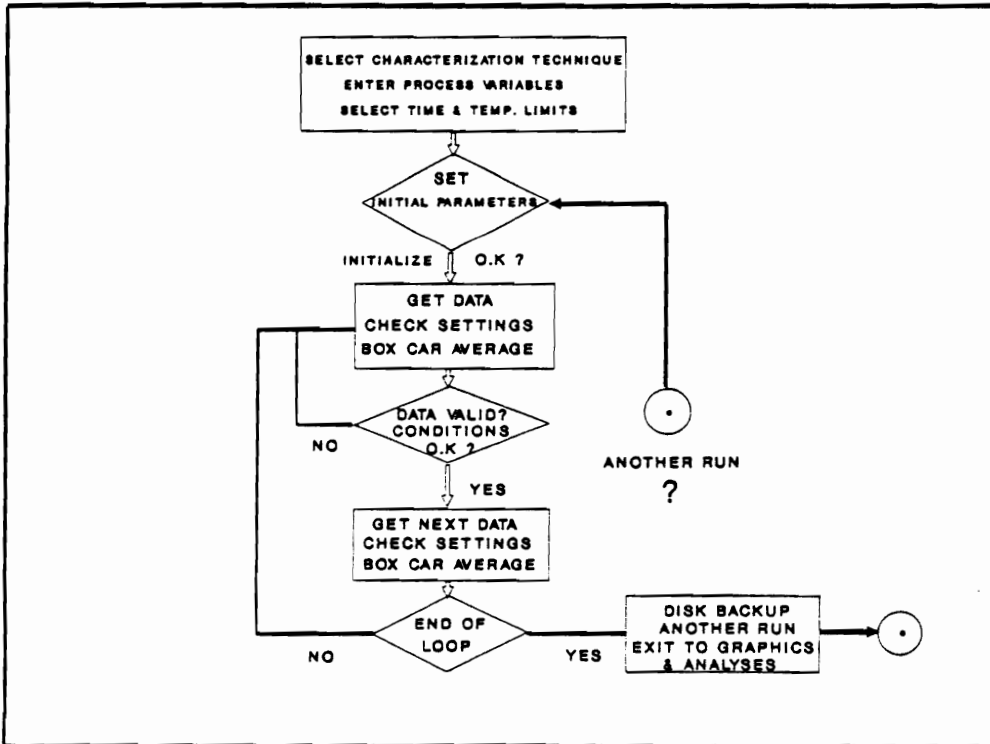 SELECT CHARACTERIZATION TECHNIQUE
ENTER PROCESS VARIABLES
SELECT TIME & TEMP. LIMITS
SET
INITIAL PARAMETERS
INITIALIZE O.K ?
GET DATA
CHECK SETTINGS
BOX CAR AVERAGE
DATA VALID?
CONDITIONS
O.K ?
NO
YES
ANOTHER RUN
?
GET NEXT DATA
CHECK SETTINGS
BOX CAR AVERAGE
END OF
LOOP
NO
YES
DISK BACKUP
ANOTHER RUN
EXIT TO GRAPHICS
& ANALYSES